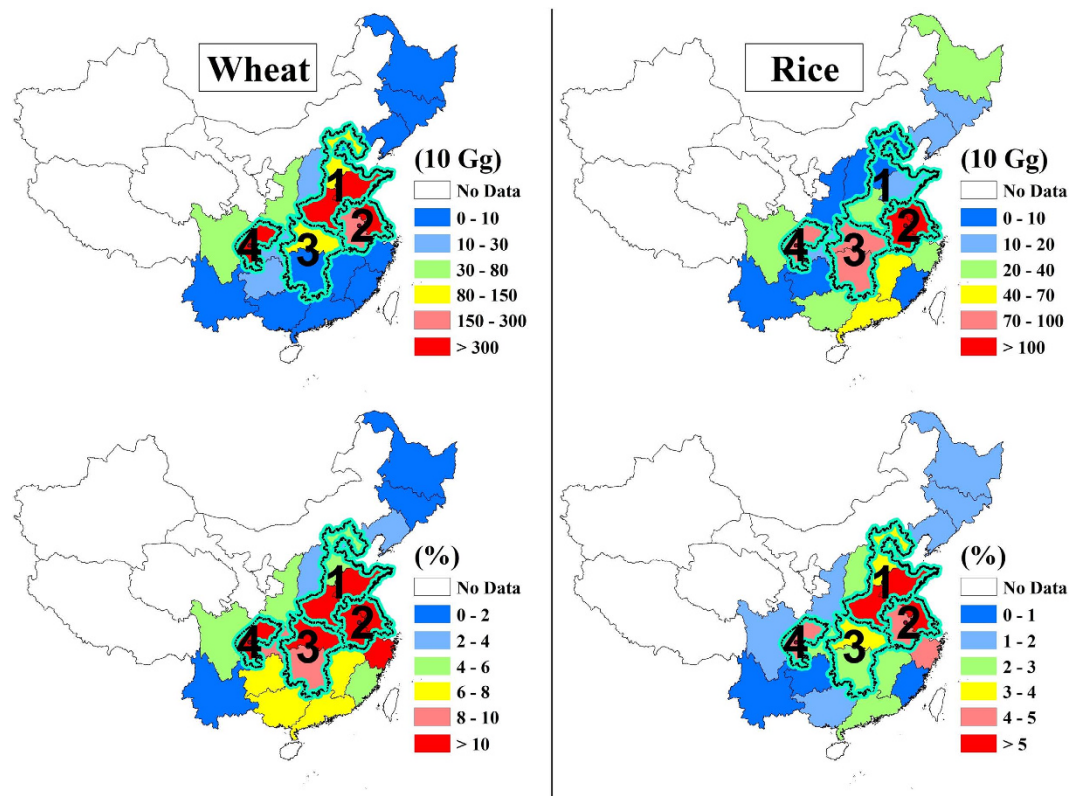 Wheat
(10 Gg)
No Data
0 - 10
10 - 30
30 - 80
80 - 150
150 - 300
> 300
1
2
3
4
Rice
(10 Gg)
No Data
0 - 10
10 - 20
20 - 40
40 - 70
70 - 100
> 100
1
2
3
4
(%)
No Data
0 - 2
2 - 4
4 - 6
6 - 8
8 - 10
> 10
1
2
3
4
(%)
No Data
0 - 1
1 - 2
2 - 3
3 - 4
4 - 5
> 5
1
2
3
4